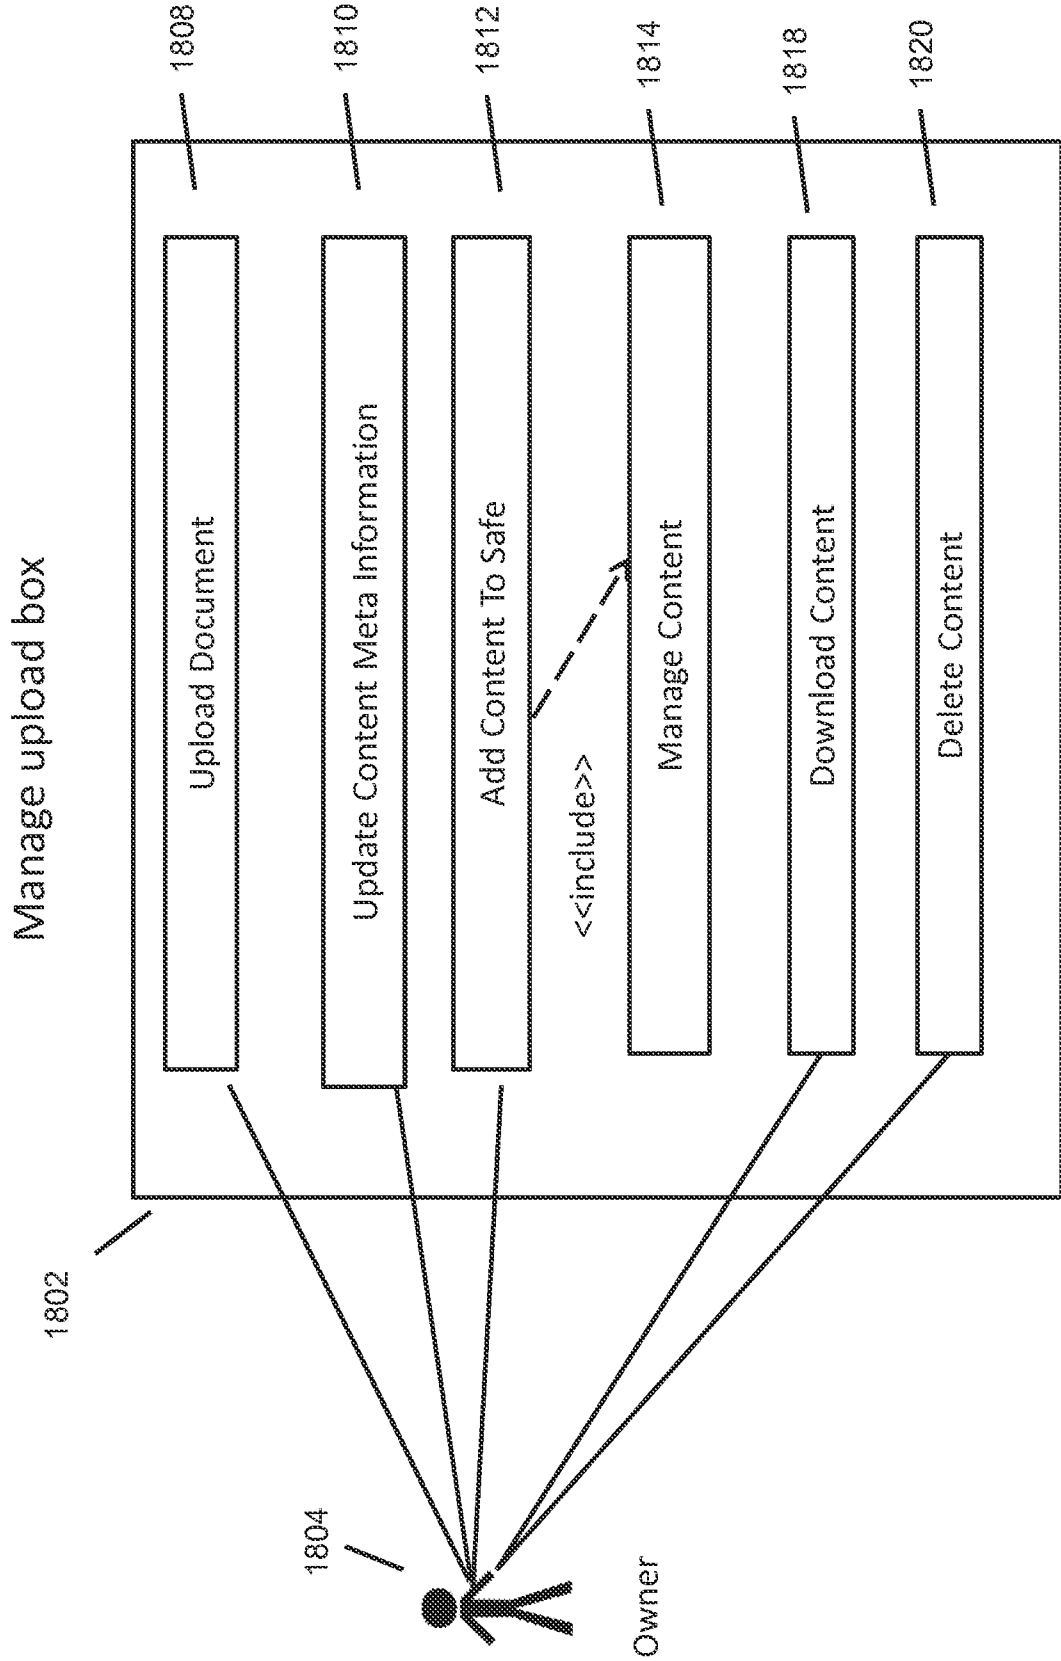 Manage upload box
1802
1804
Owner
Upload Document
1808
Update Content Meta Information
1810
Add Content To Safe
1812
<<include>>
Manage Content
1814
Download Content
1818
Delete Content
1820